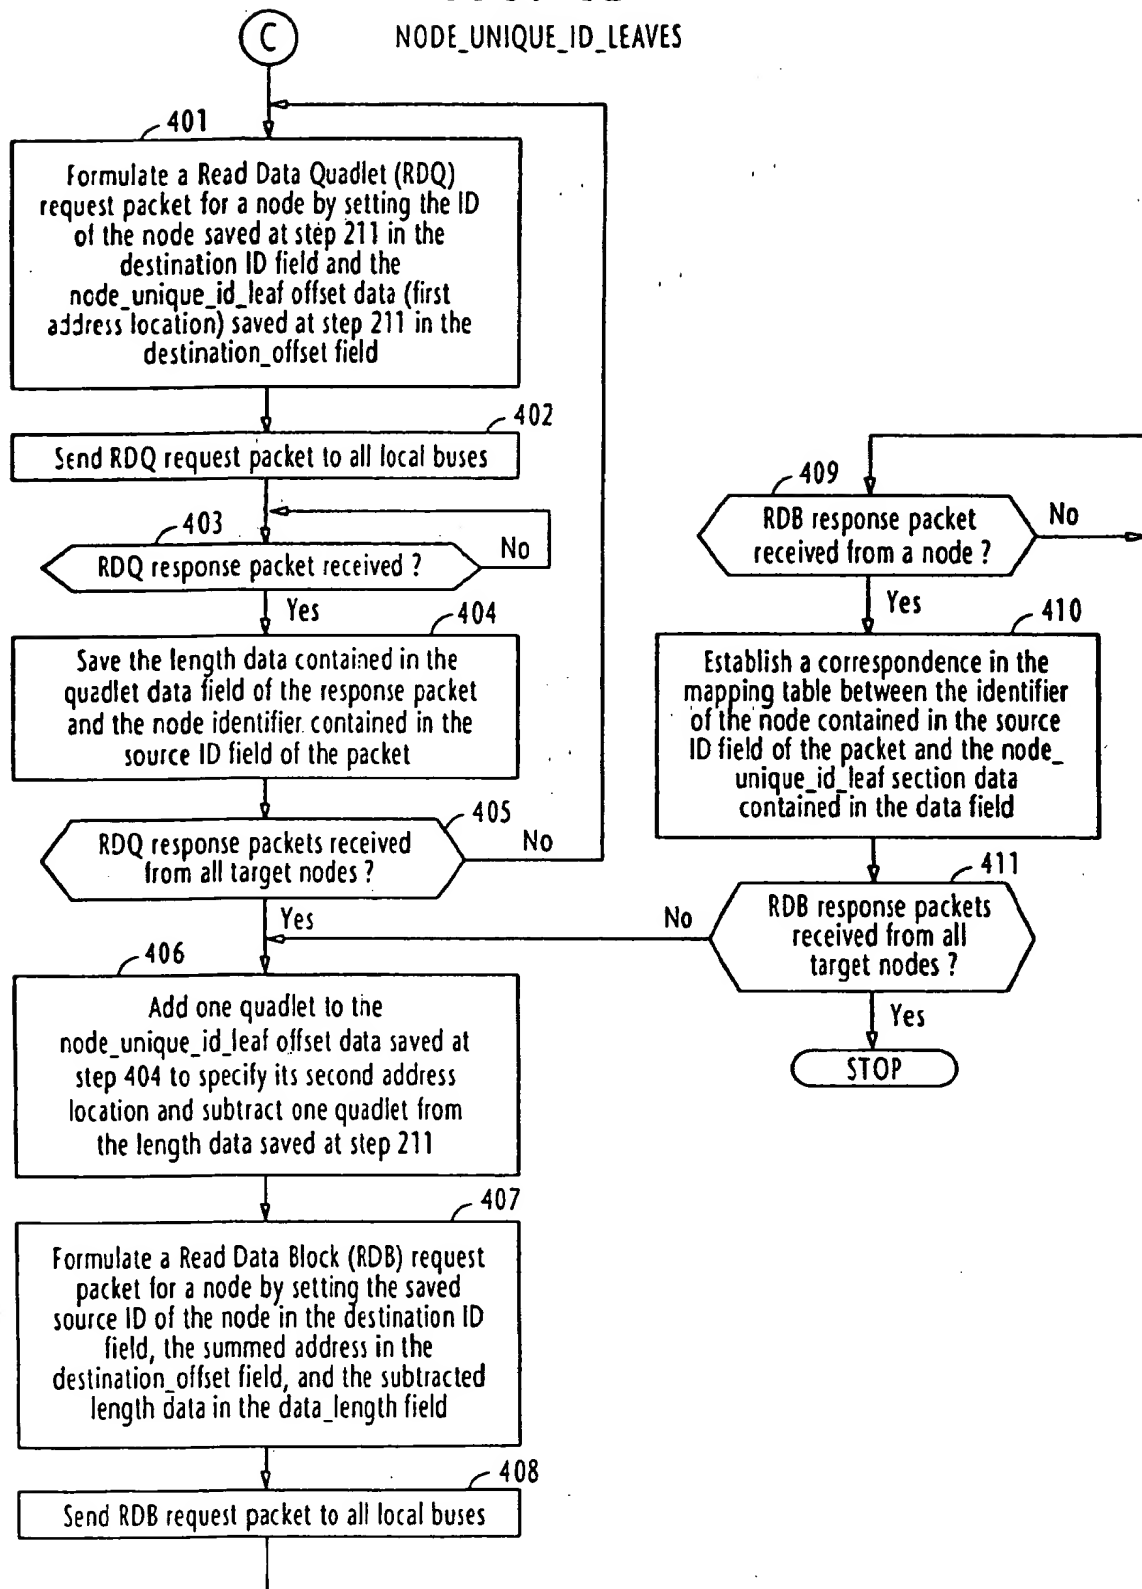 C
NODE_UNIQUE_ID_LEAVES
401
Formulate a Read Data Quadlet (RDQ)
request packet for a node by setting the ID
of the node saved at step 211 in the
destination ID field and the
node_unique_id_leaf offset data (first
address location) saved at step 211 in the
destination_offset field
402
Send RDQ request packet to all local buses
403
RDQ response packet received ?
No
Yes
404
Save the length data contained in the
quadlet data field of the response packet
and the node identifier contained in the
source ID field of the packet
405
RDQ response packets received
from all target nodes ?
No
Yes
406
Add one quadlet to the
node_unique_id_leaf offset data saved at
step 404 to specify its second address
location and subtract one quadlet from
the length data saved at step 211
407
Formulate a Read Data Block (RDB) request
packet for a node by setting the saved
source ID of the node in the destination ID
field, the summed address in the
destination_offset field, and the subtracted
length data in the data_length field
408
Send RDB request packet to all local buses
409
RDB response packet
received from a node ?
No
Yes
410
Establish a correspondence in the
mapping table between the identifier
of the node contained in the source
ID field of the packet and the node_
unique_id_leaf section data
contained in the data field
411
RDB response packets
received from all
target nodes ?
No
Yes
STOP